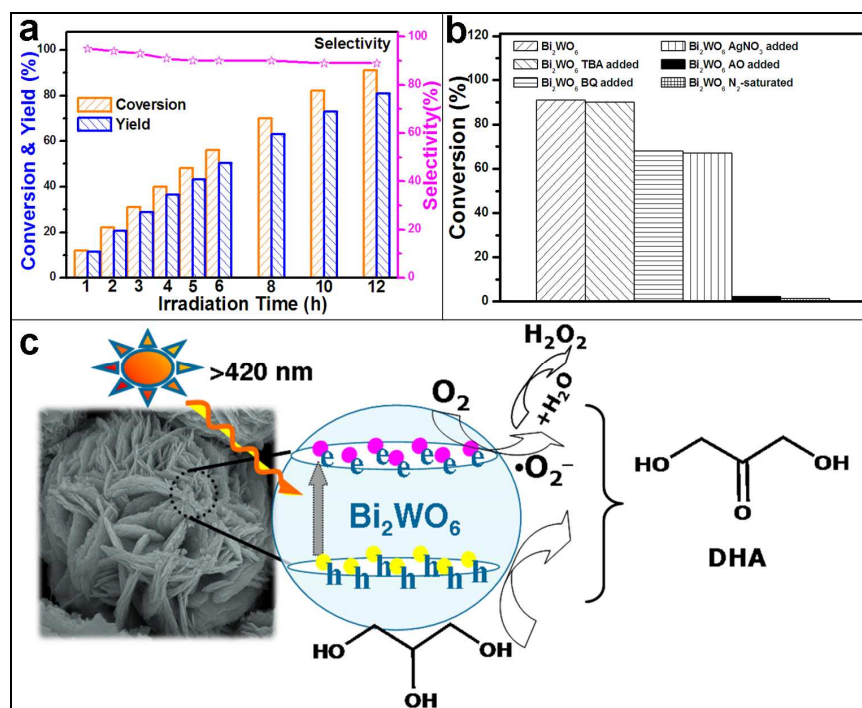 a
Selectivity
Conversion & Yield (%)
100
80
60
40
20
0
Coversion
Yield
1 2 3 4 5 6 8 10 12
Irradiation Time (h)
100
80
60
40
20
0
Selectivity(%)
b
Conversion (%)
120
100
80
60
40
20
0
Bi₂WO₆
Bi₂WO₆ TBA added
Bi₂WO₆ BQ added
Bi₂WO₆ AgNO₃ added
Bi₂WO₆ AO added
Bi₂WO₆ N₂-saturated
c
>420 nm
H₂O₂
+H₂O
O₂
e e e e e e e
•O₂⁻
Bi₂WO₆
h h h h h h h
HO OH
OH
HO OH
O
DHA